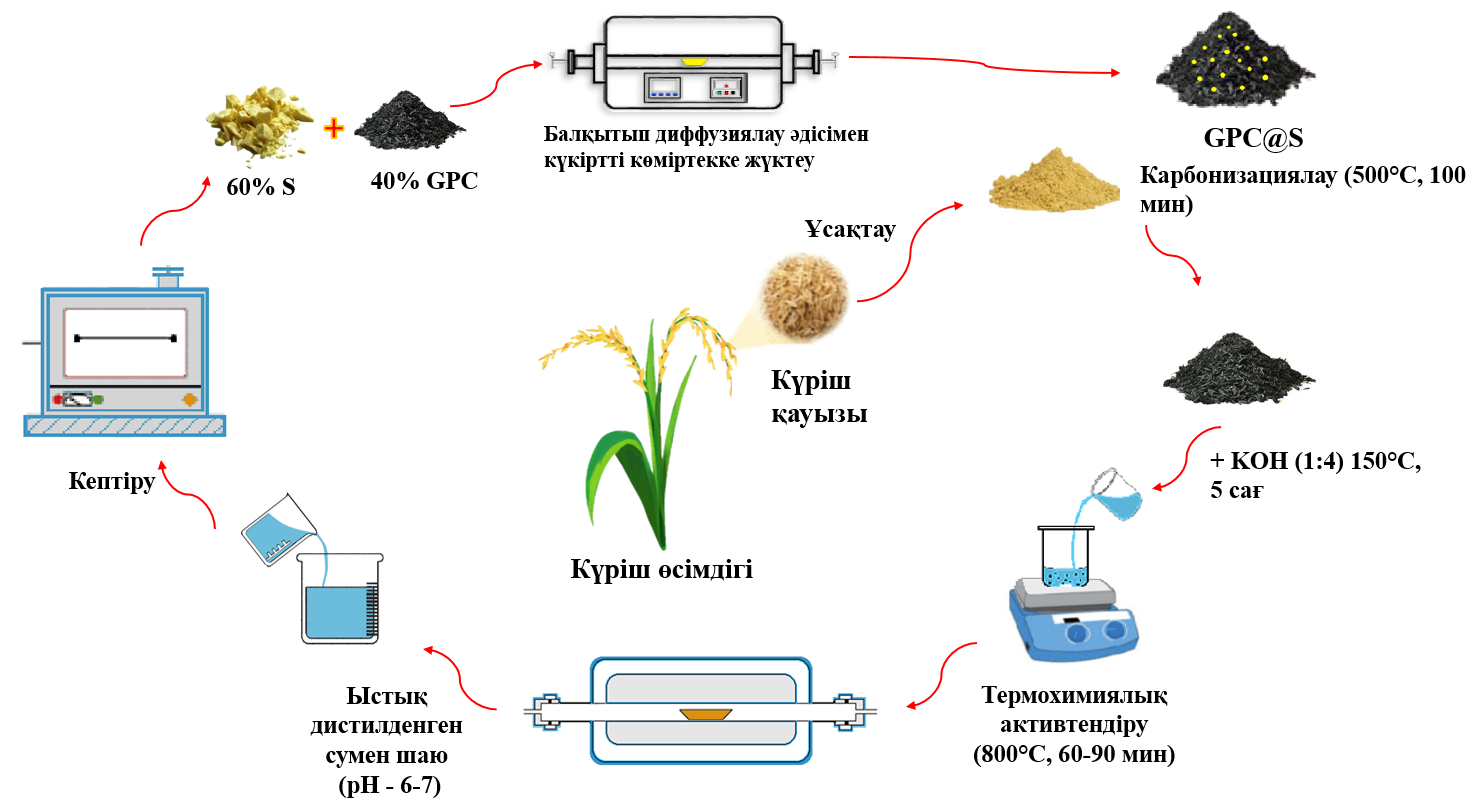 60% S
40% GPC
Балқытып диффузиялау әдісімен
күкіртті көміртекке жүктеу
GPC@S
Карбонизациялау (500°C, 100
мин)
Ұсақтау
Күріш
қауызы
Күріш өсімдігі
+ KOH (1:4) 150°C,
5 сағ
Термохимиялық
активтендіру
(800°C, 60-90 мин)
Ыстық
дистилденген
сумен шаю
(pH - 6-7)
Кептіру